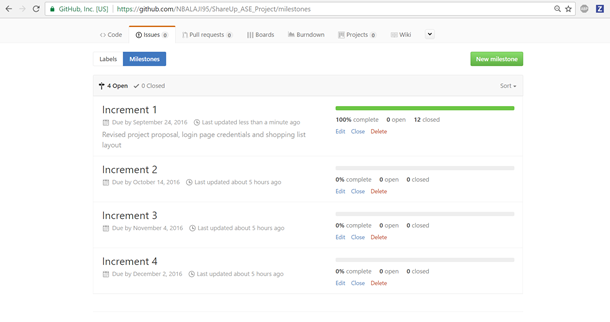 GitHub, Inc. [US] https://github.com/NBALAJI95/ShareUp_ASE_Project/milestones
Code Issues 0 Pull requests 0 Boards Burndown Projects 0 Wiki
Labels Milestones New milestone
4 Open 0 Closed Sort
Increment 1
Due by September 24, 2016 Last updated less than a minute ago
Revised project proposal, login page credentials and shopping list
layout
100% complete 0 open 12 closed
Edit Close Delete
Increment 2
Due by October 14, 2016 Last updated about 5 hours ago
0% complete 0 open 0 closed
Edit Close Delete
Increment 3
Due by November 4, 2016 Last updated about 5 hours ago
0% complete 0 open 0 closed
Edit Close Delete
Increment 4
Due by December 2, 2016 Last updated about 5 hours ago
0% complete 0 open 0 closed
Edit Close Delete